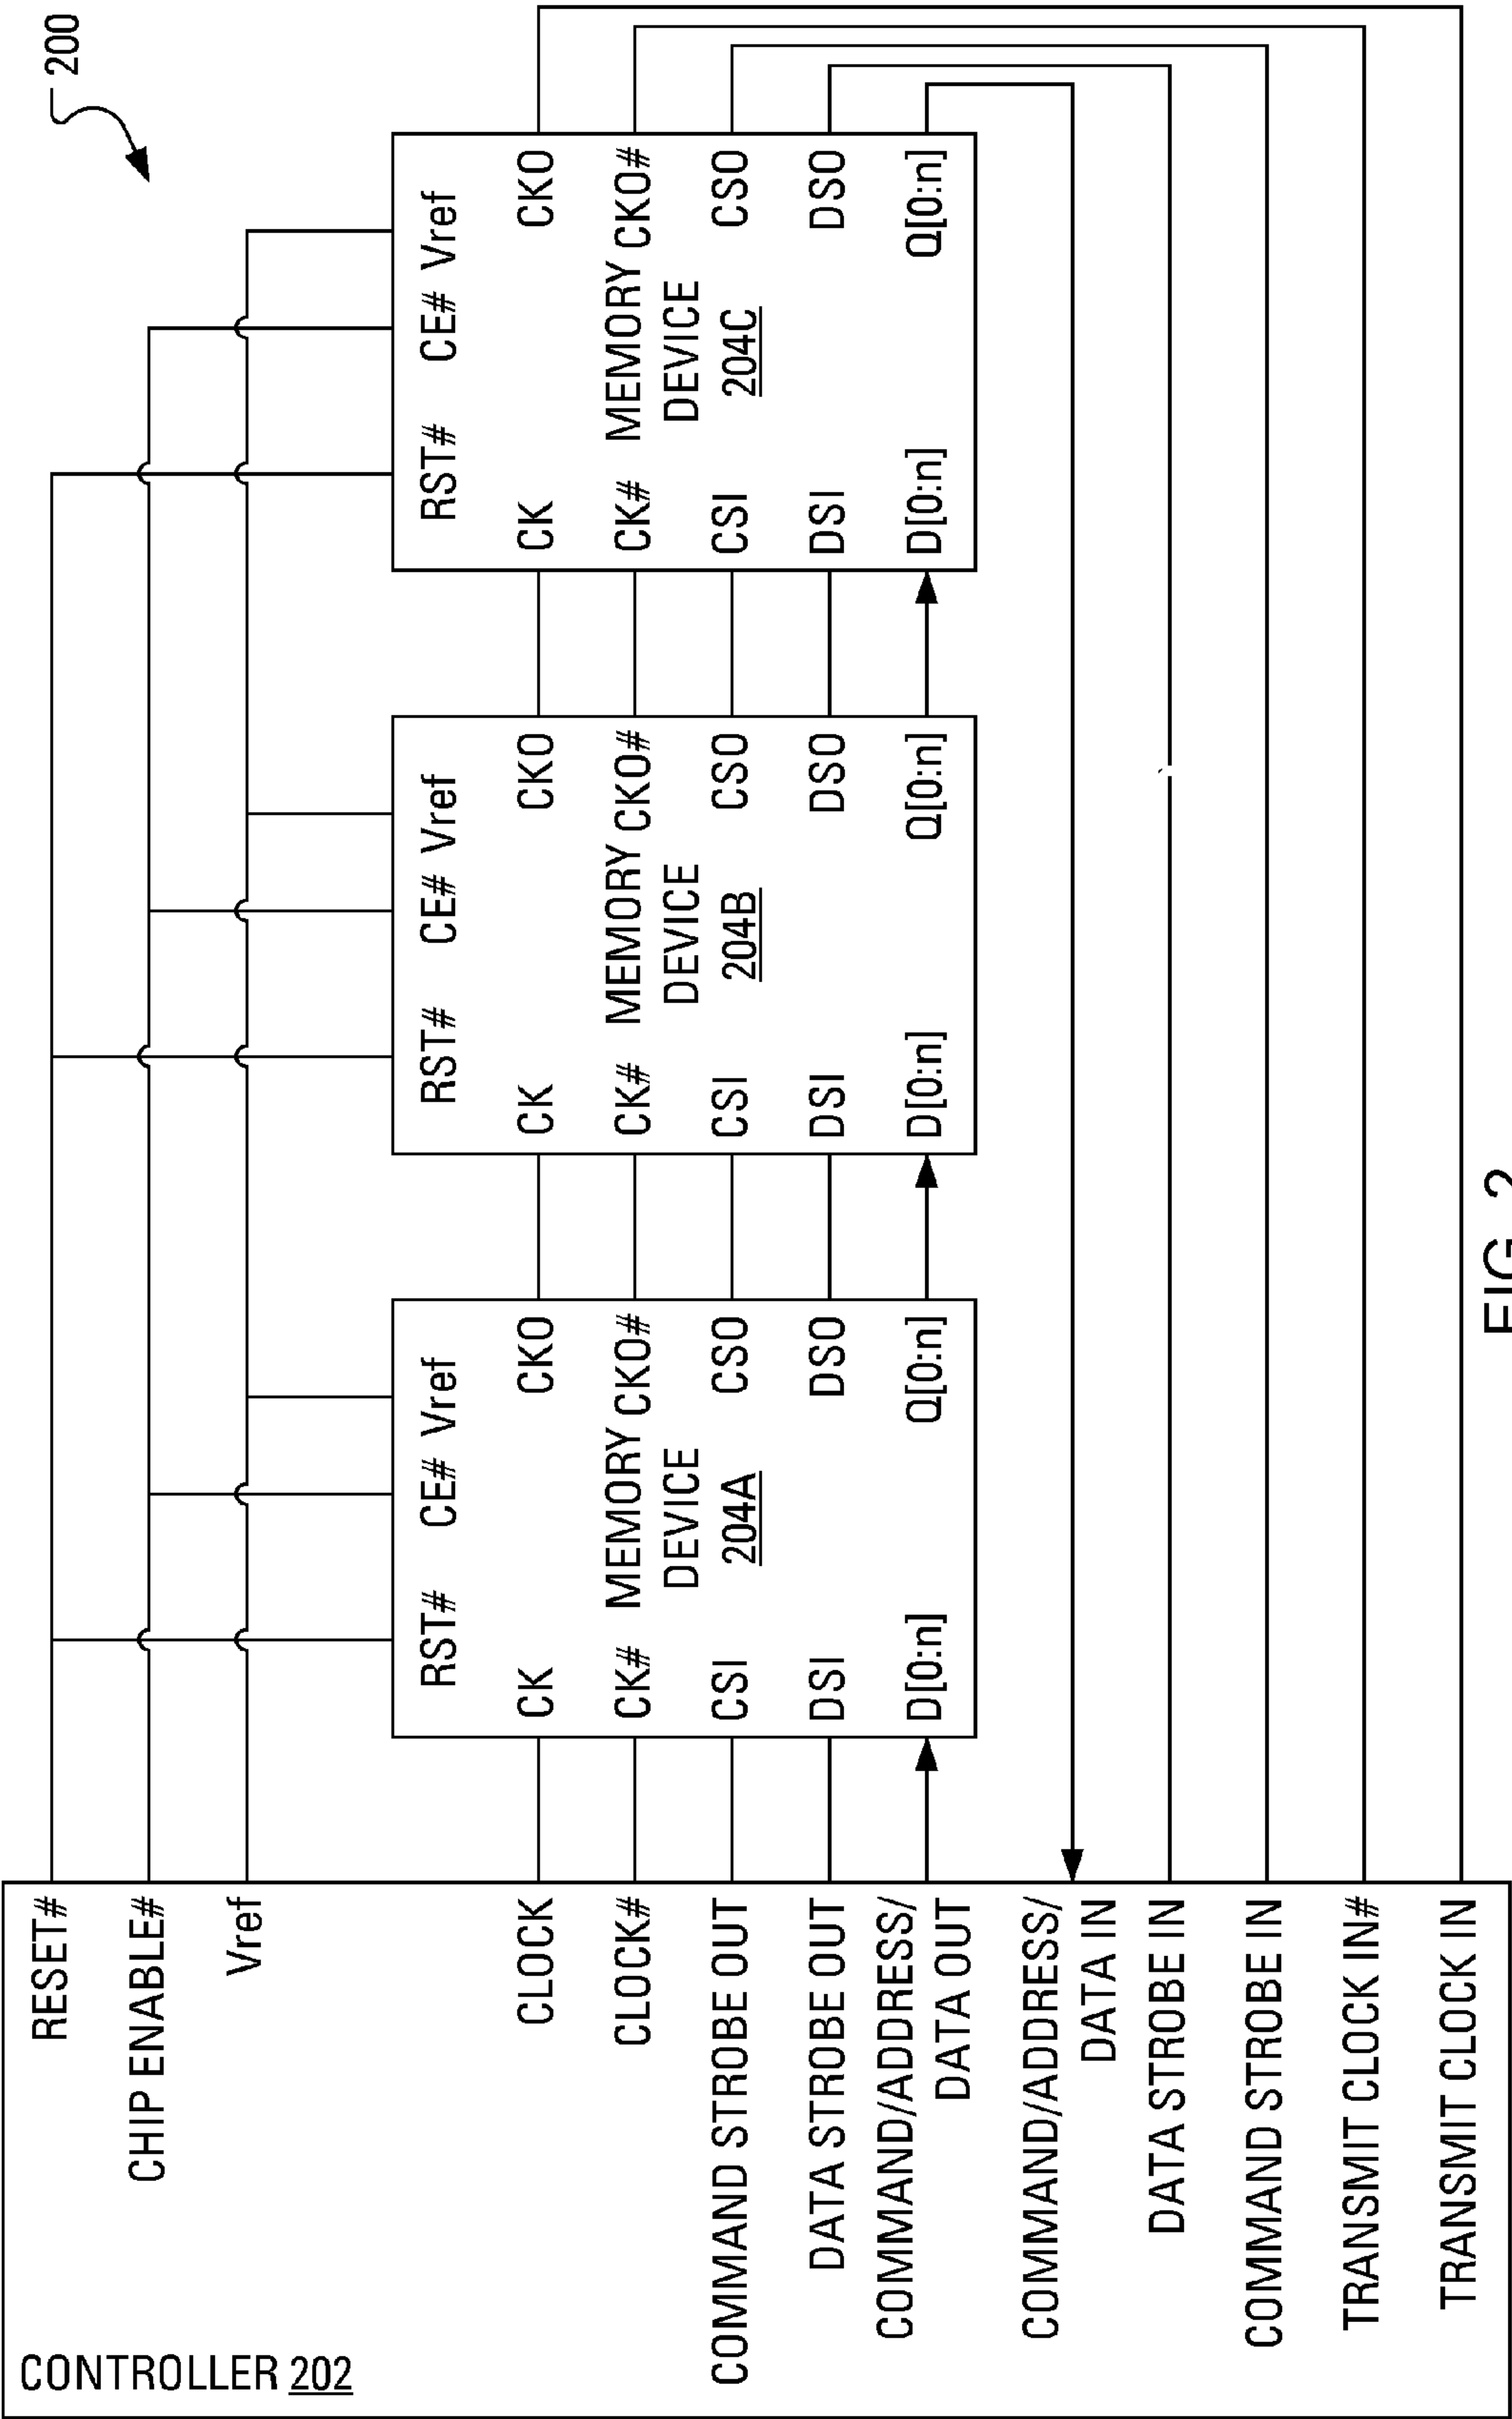 200
CONTROLLER 202
RESET#
CHIP ENABLE#
Vref
CLOCK
CLOCK#
COMMAND STROBE OUT
DATA STROBE OUT
COMMAND/ADDRESS/
DATA OUT
COMMAND/ADDRESS/
DATA IN
DATA STROBE IN
COMMAND STROBE IN
TRANSMIT CLOCK IN#
TRANSMIT CLOCK IN
RST# CE# Vref
CK CKO
CK# MEMORY CKO#
DEVICE
CSI 204A CSO
DSI DSO
D[0:n] Q[0:n]
RST# CE# Vref
CK CKO
CK# MEMORY CKO#
DEVICE
CSI 204B CSO
DSI DSO
D[0:n] Q[0:n]
RST# CE# Vref
CK CKO
CK# MEMORY CKO#
DEVICE
CSI 204C CSO
DSI DSO
D[0:n] Q[0:n]
FIG. 2